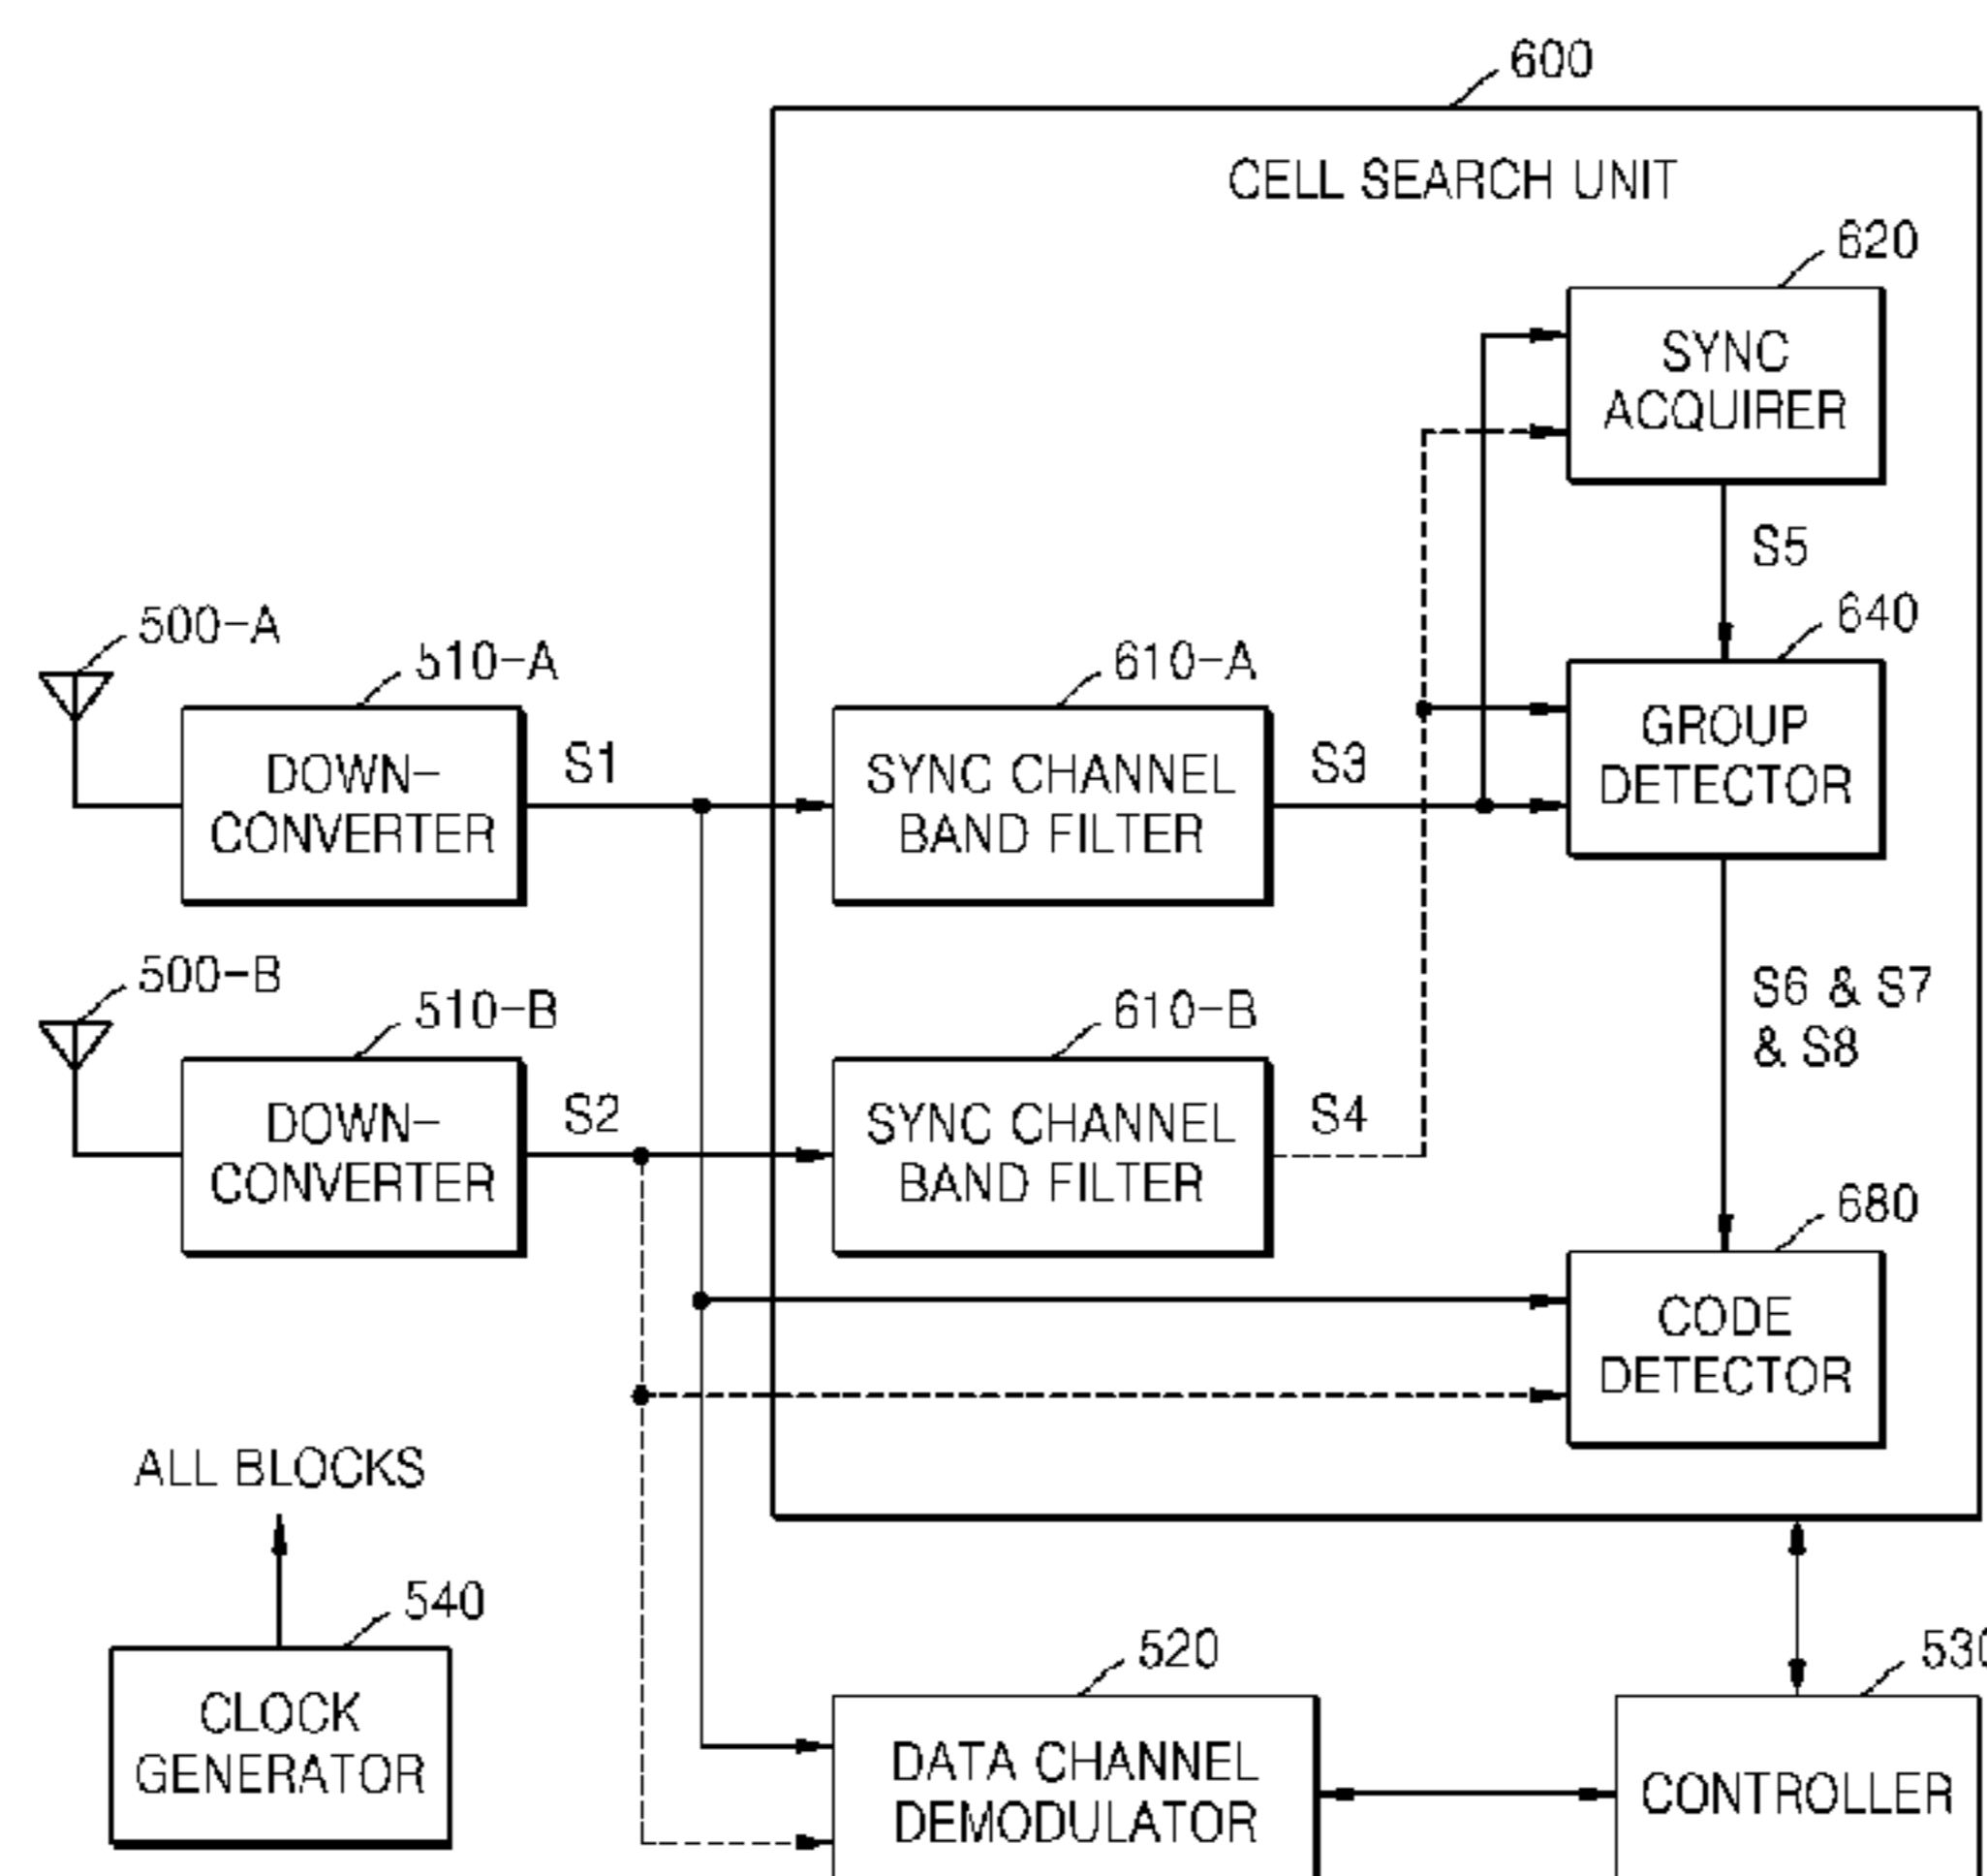 600
CELL SEARCH UNIT
620
SYNC
ACQUIRER
S5
500-A
510-A
610-A
640
DOWN-
CONVERTER
S1
SYNC CHANNEL
BAND FILTER
S3
GROUP
DETECTOR
500-B
510-B
610-B
S6 & S7
& S8
DOWN-
CONVERTER
S2
SYNC CHANNEL
BAND FILTER
S4
680
CODE
DETECTOR
ALL BLOCKS
540
CLOCK
GENERATOR
520
530
DATA CHANNEL
DEMODULATOR
CONTROLLER